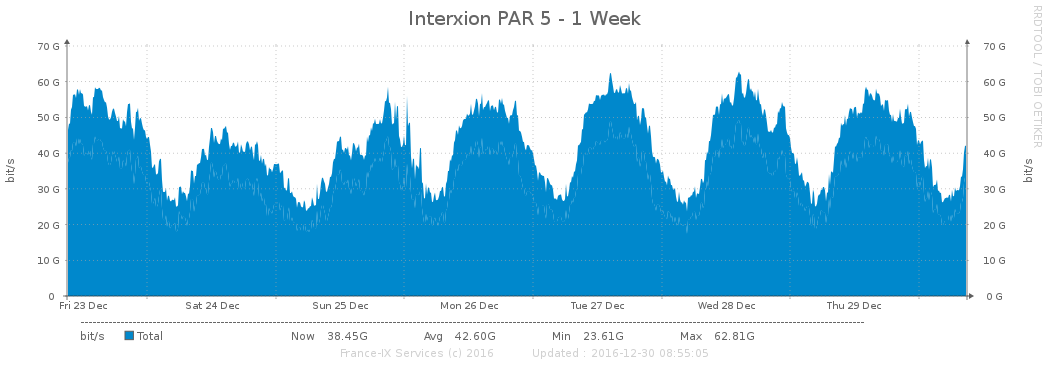 Interxion PAR 5 - 1 Week
RRDTOOL / TOBI OETIKER
70 G 70 G
60 G 60 G
50 G 50 G
40 G 40 G
30 G 30 G
20 G 20 G
10 G 10 G
0 0 G
bit/s
bit/s
Fri 23 Dec Sat 24 Dec Sun 25 Dec Mon 26 Dec Tue 27 Dec Wed 28 Dec Thu 29 Dec
bit/s Total Now 38.45G Avg 42.60G Min 23.61G Max 62.81G
France-IX Services (c) 2016 Updated : 2016-12-30 08:55:05